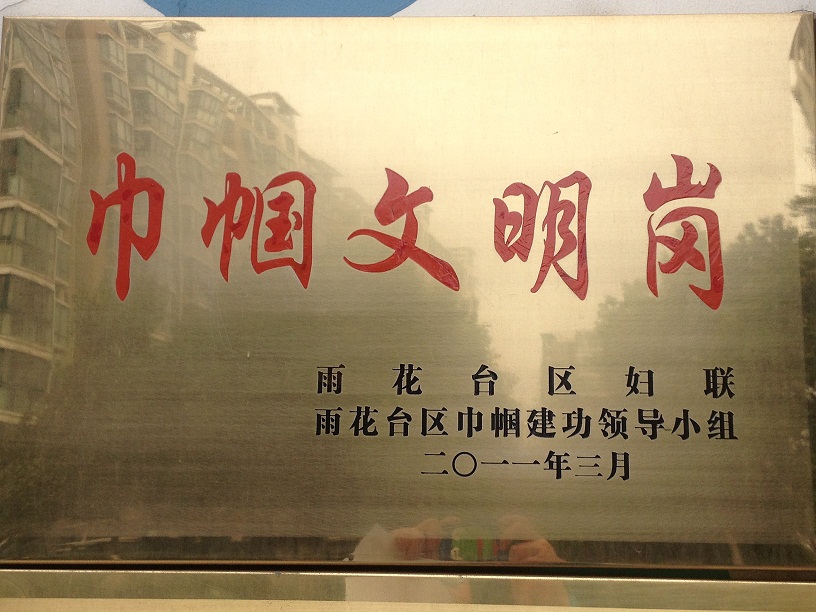 巾帼文明岗
雨花台区妇联
雨花台区巾帼建功领导小组
二〇一一年三月